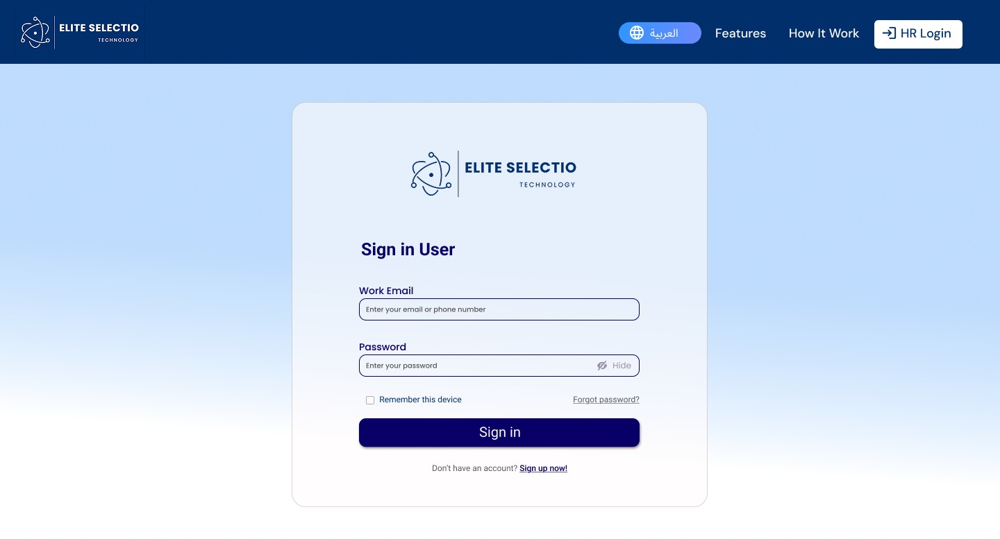 ELITE SELECTIO
TECHNOLOGY
العربية
Features
How It Work
HR Login
ELITE SELECTIO
TECHNOLOGY
Sign in User
Work Email
Enter your email or phone number
Password
Enter your password
Hide
Remember this device
Forgot password?
Sign in
Don't have an account? Sign up now!